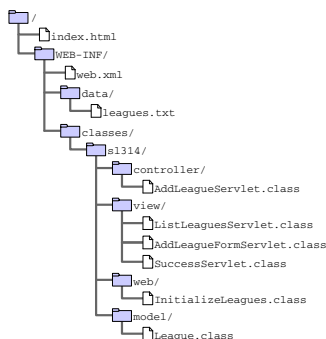 /
index.html
WEB-INF/
web.xml
data/
leagues.txt
classes/
sl314/
controller/
AddLeagueServlet.class
view/
ListLeaguesServlet.class
AddLeagueFormServlet.class
SuccessServlet.class
web/
InitializeLeagues.class
model/
League.class